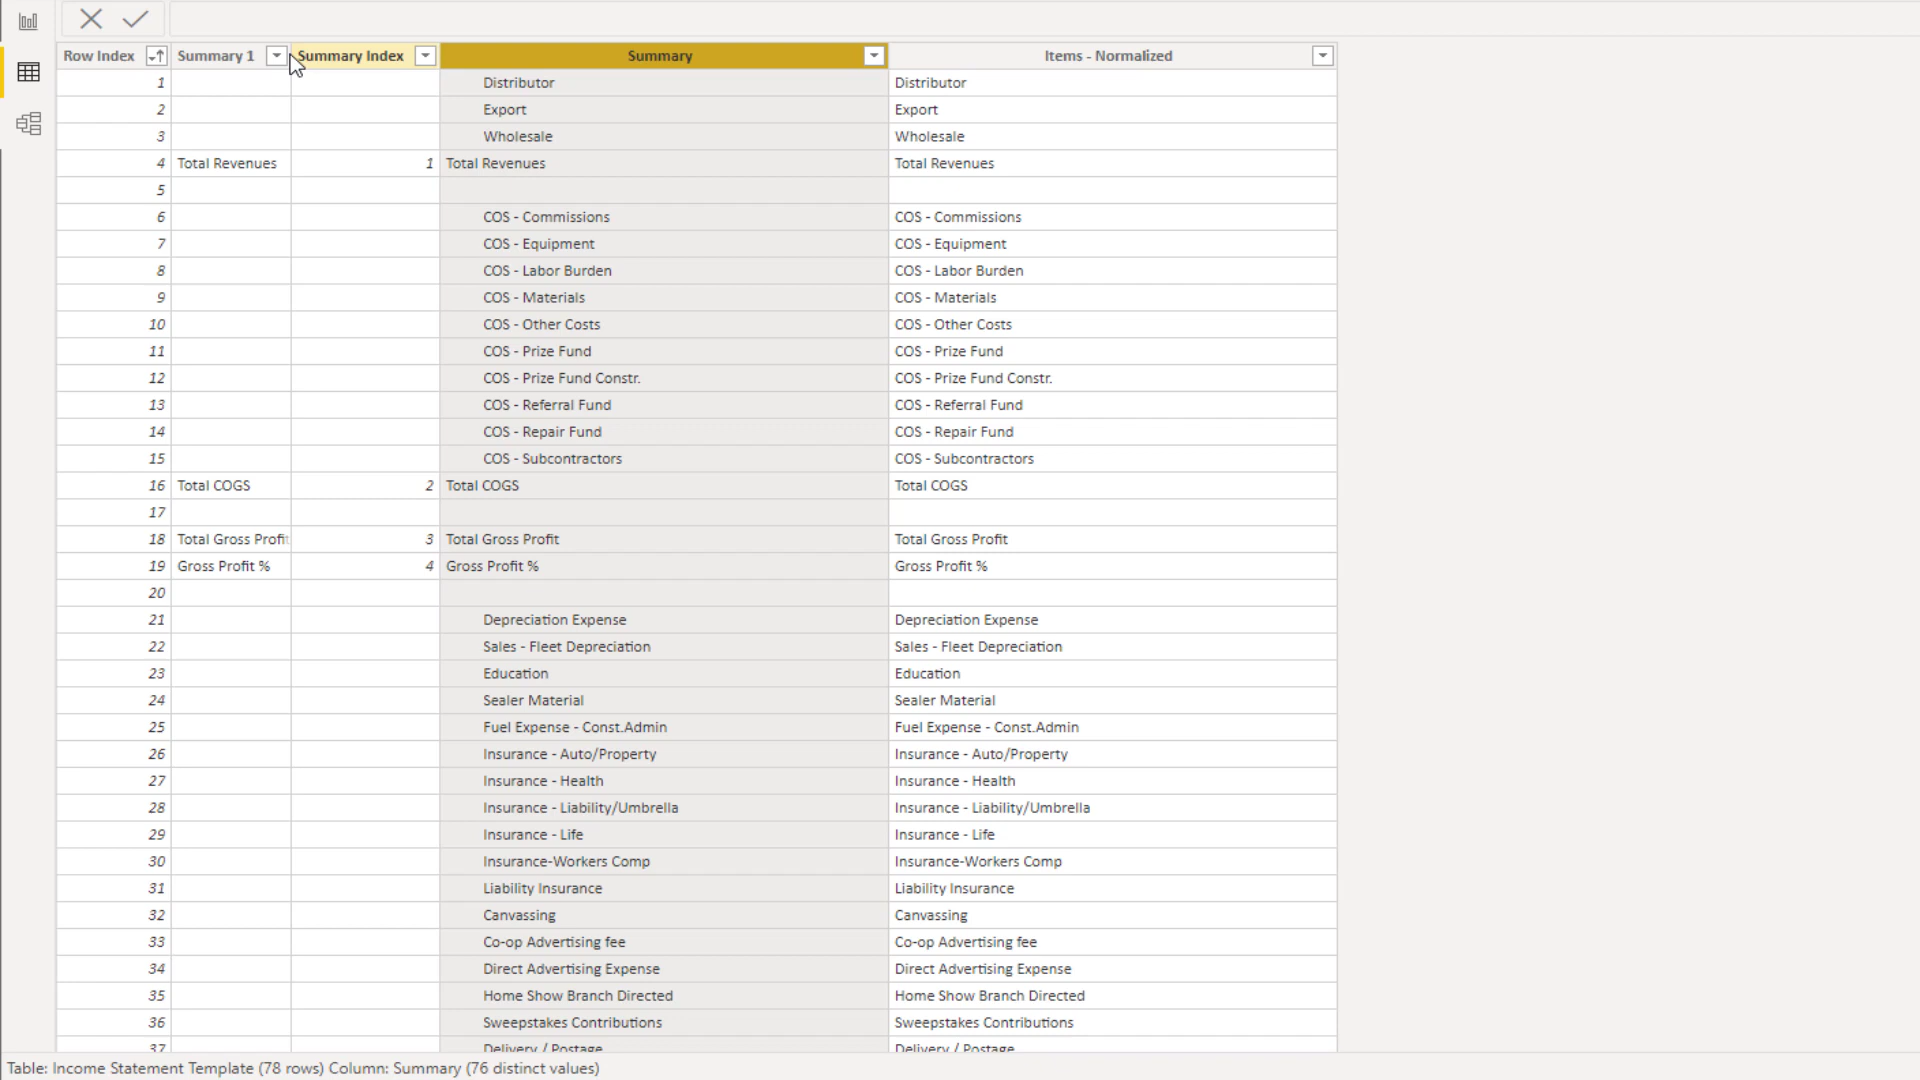 Row Index Summary 1 Summary Index Summary Items - Normalized
1 Distributor Distributor
2 Export Export
3 Wholesale Wholesale
4 Total Revenues 1 Total Revenues Total Revenues
5
6 COS - Commissions COS - Commissions
7 COS - Equipment COS - Equipment
8 COS - Labor Burden COS - Labor Burden
9 COS - Materials COS - Materials
10 COS - Other Costs COS - Other Costs
11 COS - Prize Fund COS - Prize Fund
12 COS - Prize Fund Constr. COS - Prize Fund Constr.
13 COS - Referral Fund COS - Referral Fund
14 COS - Repair Fund COS - Repair Fund
15 COS - Subcontractors COS - Subcontractors
16 Total COGS 2 Total COGS Total COGS
17
18 Total Gross Profit 3 Total Gross Profit Total Gross Profit
19 Gross Profit % 4 Gross Profit % Gross Profit %
20
21 Depreciation Expense Depreciation Expense
22 Sales - Fleet Depreciation Sales - Fleet Depreciation
23 Education Education
24 Sealer Material Sealer Material
25 Fuel Expense - Const.Admin Fuel Expense - Const.Admin
26 Insurance - Auto/Property Insurance - Auto/Property
27 Insurance - Health Insurance - Health
28 Insurance - Liability/Umbrella Insurance - Liability/Umbrella
29 Insurance - Life Insurance - Life
30 Insurance-Workers Comp Insurance-Workers Comp
31 Liability Insurance Liability Insurance
32 Canvassing Canvassing
33 Co-op Advertising fee Co-op Advertising fee
34 Direct Advertising Expense Direct Advertising Expense
35 Home Show Branch Directed Home Show Branch Directed
36 Sweepstakes Contributions Sweepstakes Contributions
37 Delivery / Postage Delivery / Postage
Table: Income Statement Template (78 rows) Column: Summary (76 distinct values)